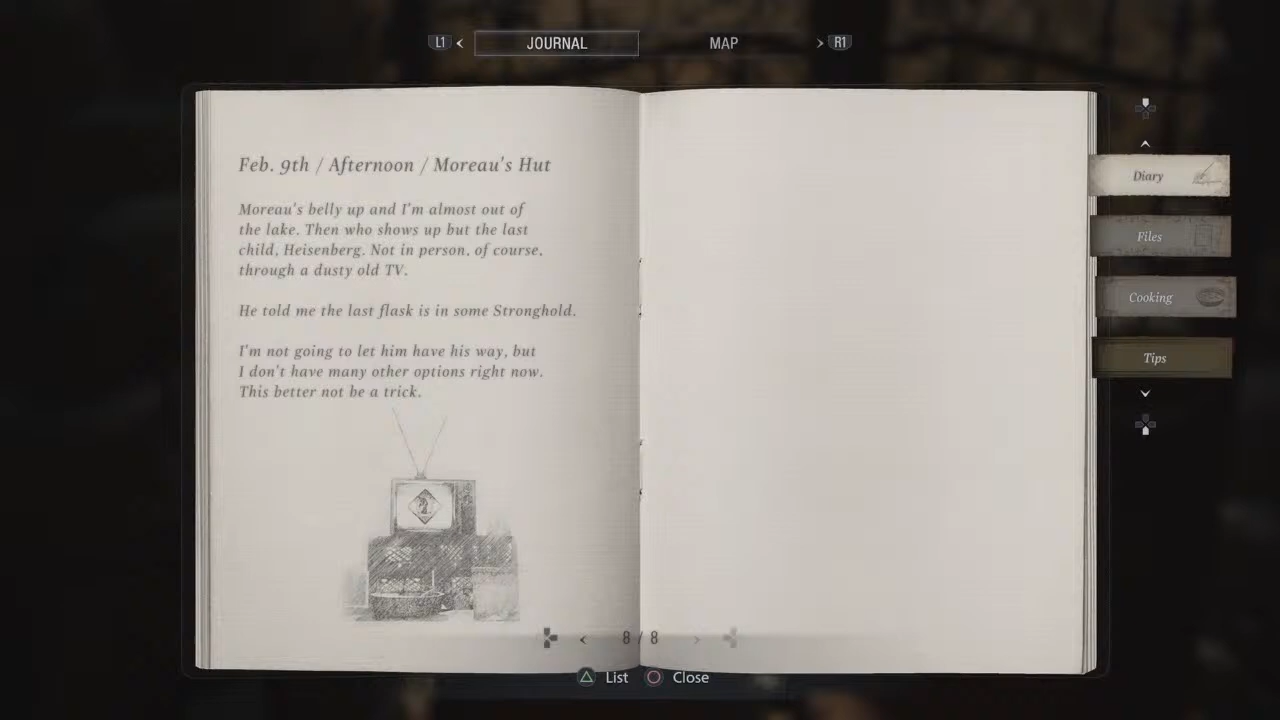 L1 JOURNAL MAP R1
Feb. 9th / Afternoon / Moreau's Hut
Moreau's belly up and I'm almost out of
the lake. Then who shows up but the last
child, Heisenberg. Not in person, of course,
through a dusty old TV.
He told me the last flask is in some Stronghold.
I'm not going to let him have his way, but
I don't have many other options right now.
This better not be a trick.
8 / 8
Diary
Files
Cooking
Tips
List Close